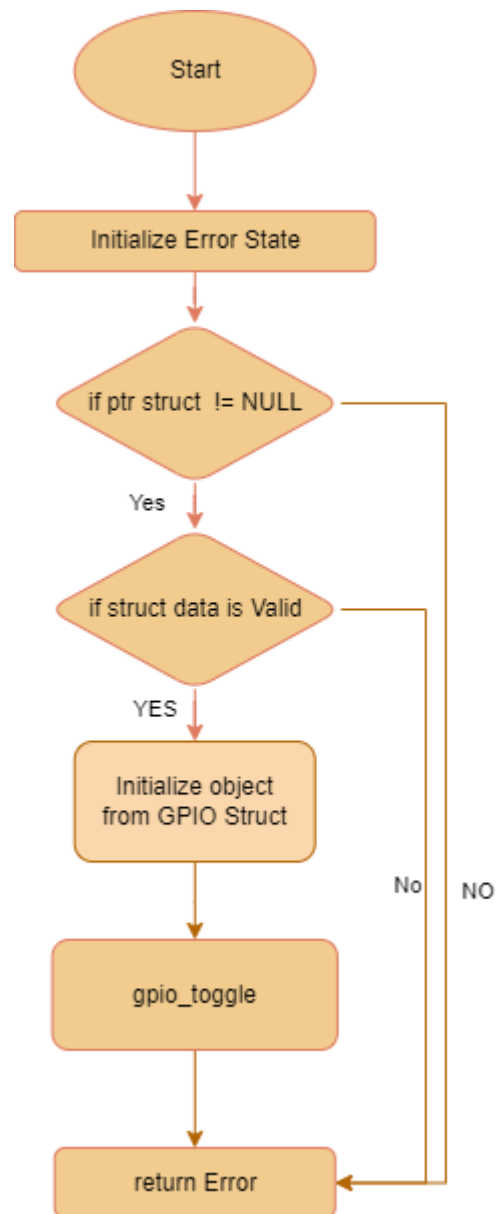 Start
Initialize Error State
if ptr struct != NULL
Yes
if struct data is Valid
YES
Initialize object
from GPIO Struct
No
NO
gpio_toggle
return Error